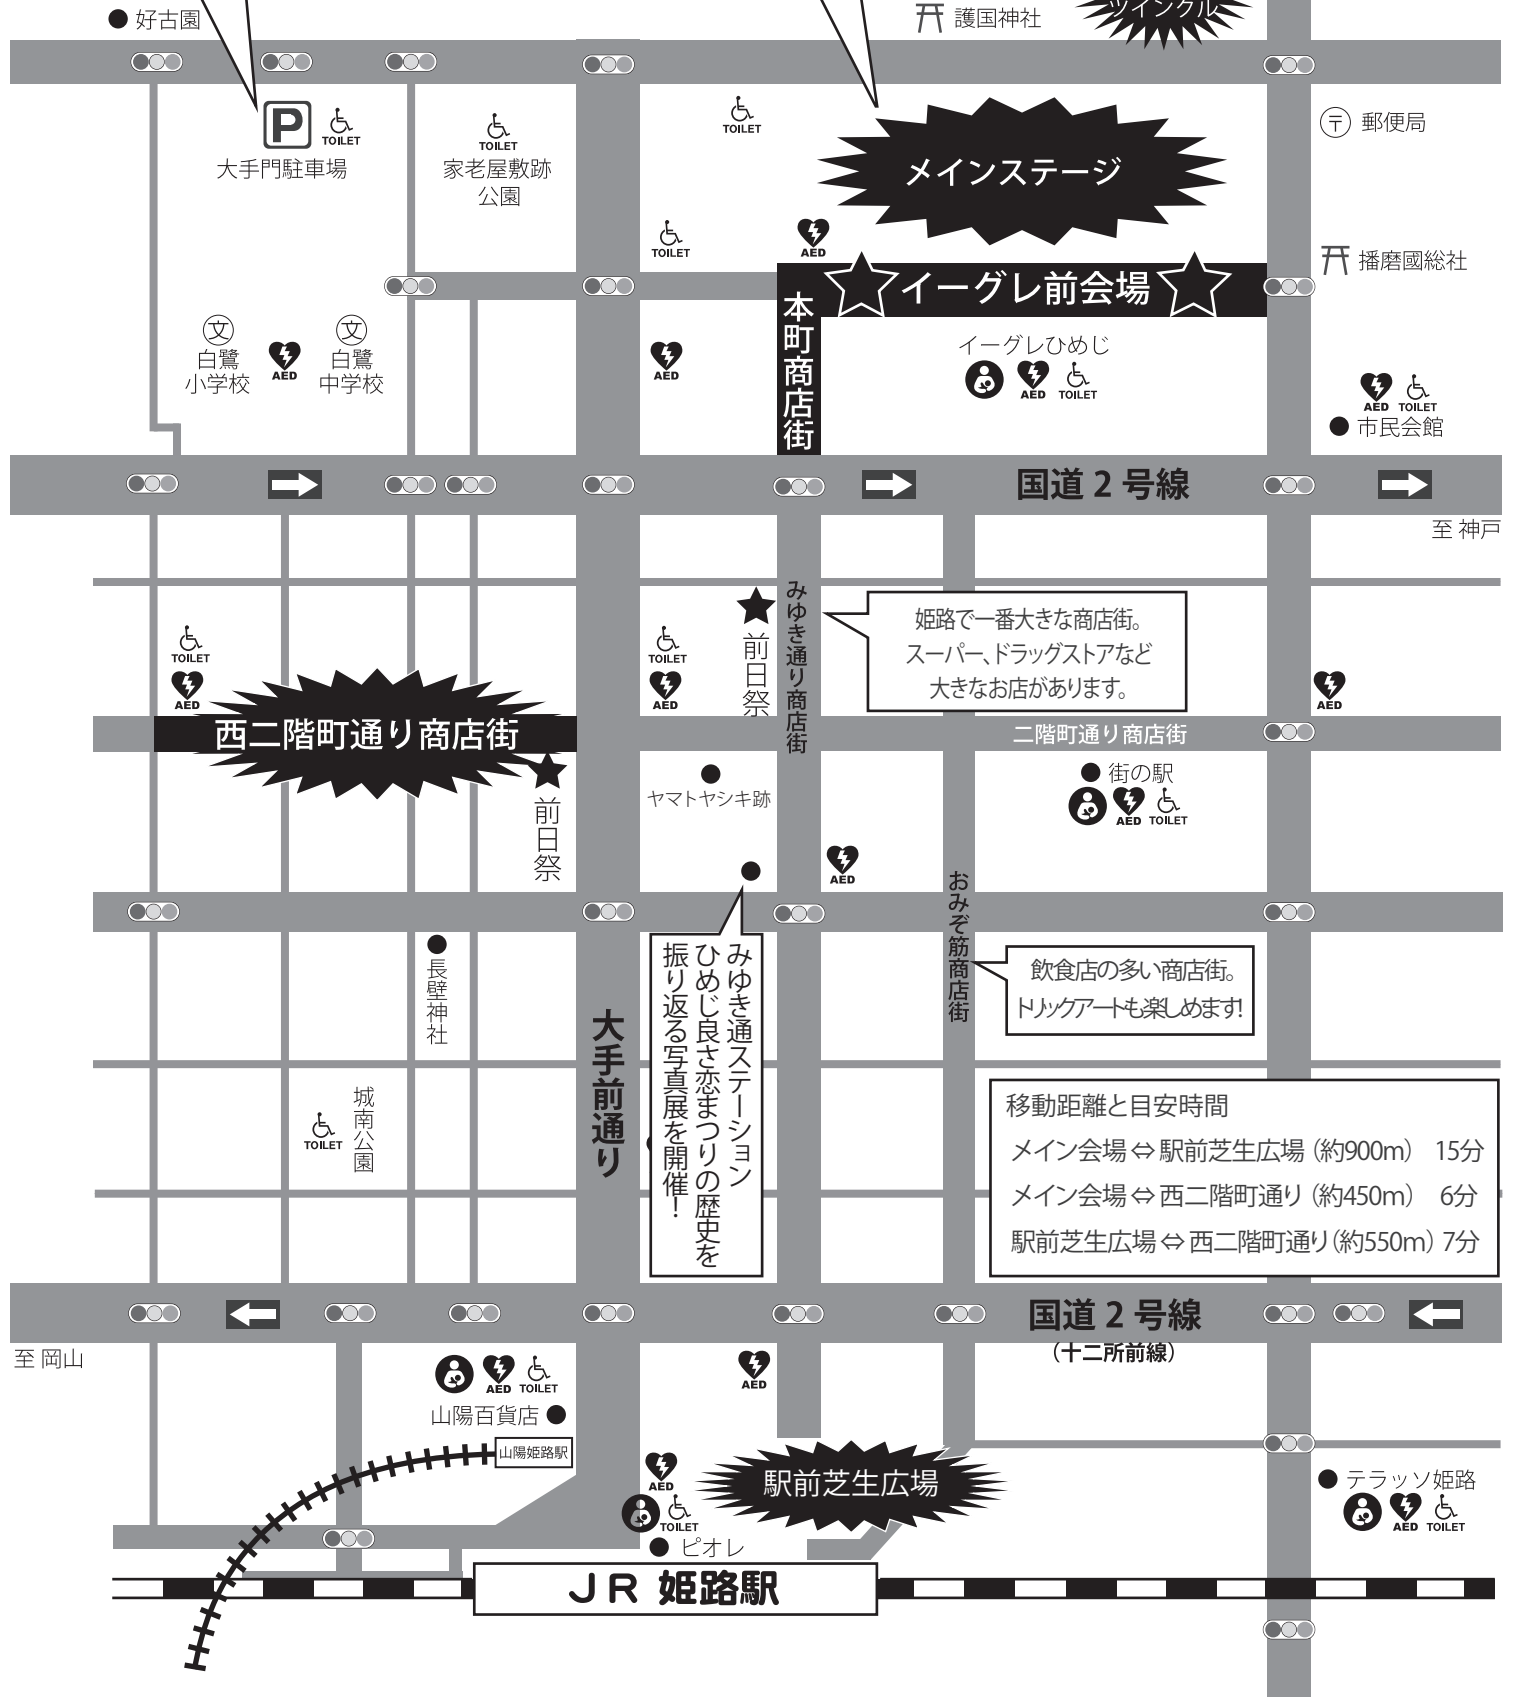 好古園
護国神社
ツインクル
P
TOILET
大手門駐車場
TOILET
家老屋敷跡
公園
TOILET
メインステージ
〒
郵便局
TOILET
AED
播磨國総社
イーグレ前会場
本町商店街
文
白鷺
小学校
AED
文
白鷺
中学校
AED
イーグレひめじ
AED
TOILET
AED
TOILET
市民会館
国道2号線
至 神戸
みゆき通り商店街
前日祭
姫路で一番大きな商店街。
スーパー、ドラッグストアなど
大きなお店があります。
TOILET
AED
TOILET
AED
AED
西二階町通り商店街
前日祭
二階町通り商店街
ヤマトヤシキ跡
街の駅
AED
TOILET
AED
おみぞ筋商店街
飲食店の多い商店街。
トリックアートも楽しめます!
長壁神社
大手前通り
みゆき通ステーション
ひめじ良さ恋まつりの歴史を
振り返る写真展を開催!
TOILET
城南公園
移動距離と目安時間
メイン会場 ⇔ 駅前芝生広場 (約900m) 15分
メイン会場 ⇔ 西二階町通り (約450m) 6分
駅前芝生広場 ⇔ 西二階町通り (約550m) 7分
国道2号線
(十二所前線)
至 岡山
AED
TOILET
山陽百貨店
山陽姫路駅
AED
AED
TOILET
ピオレ
駅前芝生広場
テラッソ姫路
AED
TOILET
JR 姫路駅